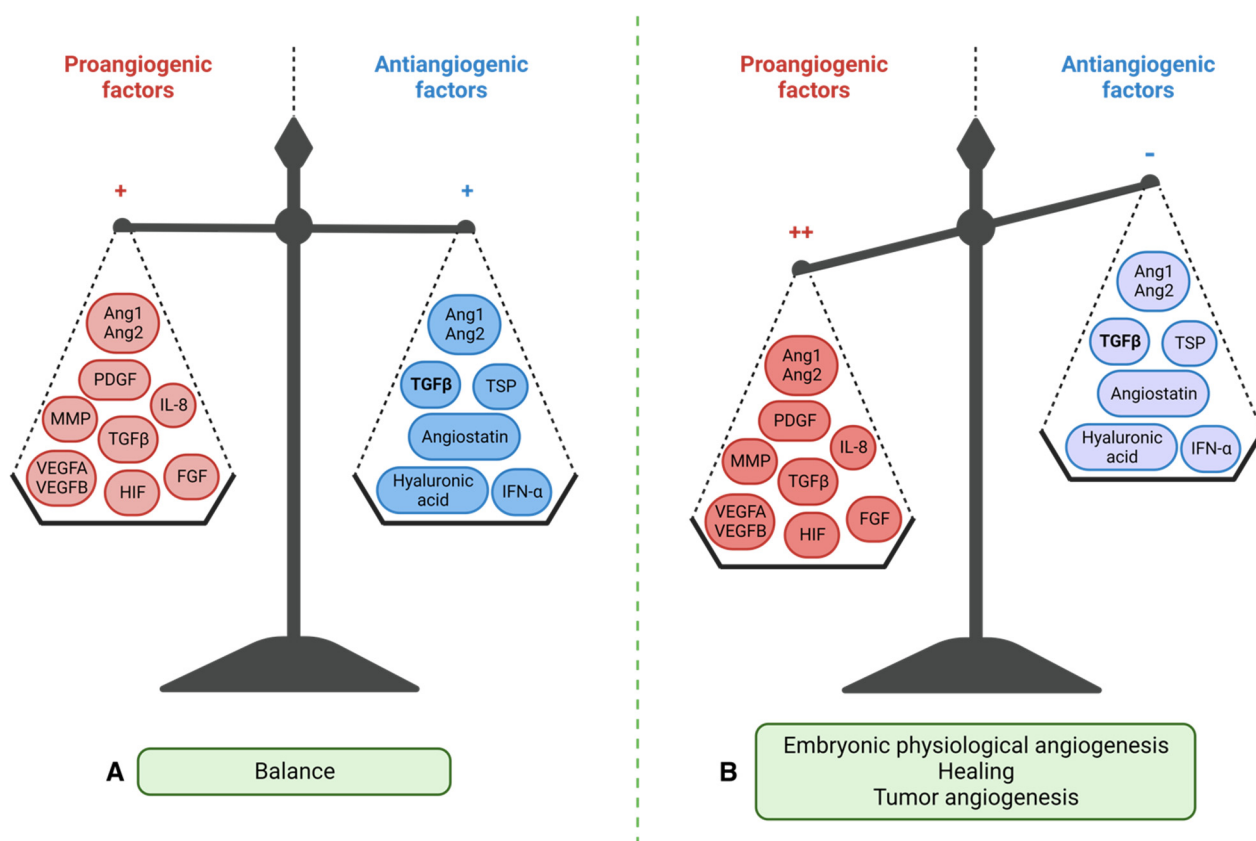 Proangiogenic
factors
Antiangiogenic
factors
+
+
Ang1
Ang2
PDGF
IL-8
MMP
TGFβ
VEGFA
VEGFB
HIF
FGF
Ang1
Ang2
TGFβ
TSP
Angiostatin
Hyaluronic
acid
IFN-α
A
Balance
Proangiogenic
factors
Antiangiogenic
factors
++
-
Ang1
Ang2
PDGF
IL-8
MMP
TGFβ
VEGFA
VEGFB
HIF
FGF
Ang1
Ang2
TGFβ
TSP
Angiostatin
Hyaluronic
acid
IFN-α
B
Embryonic physiological angiogenesis
Healing
Tumor angiogenesis